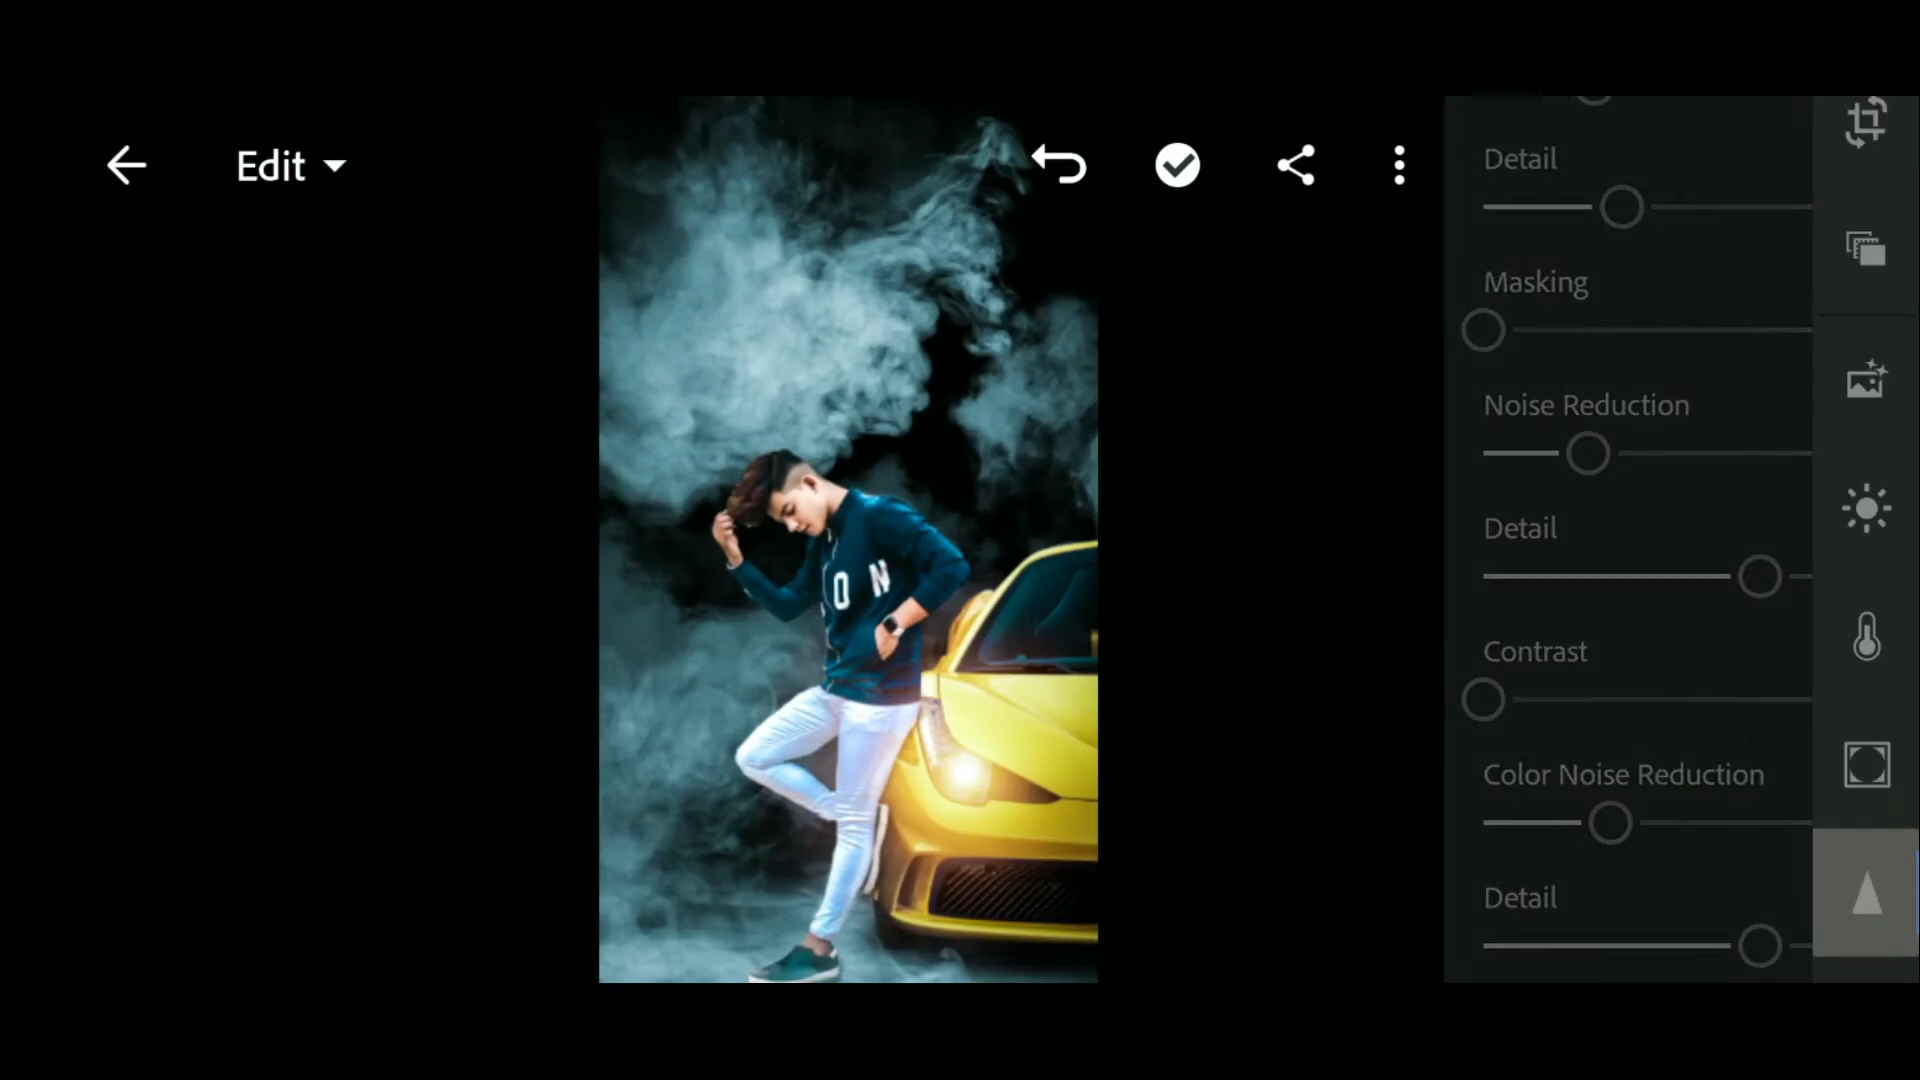 Edit
Detail
Masking
Noise Reduction
Detail
Contrast
Color Noise Reduction
Detail
O N